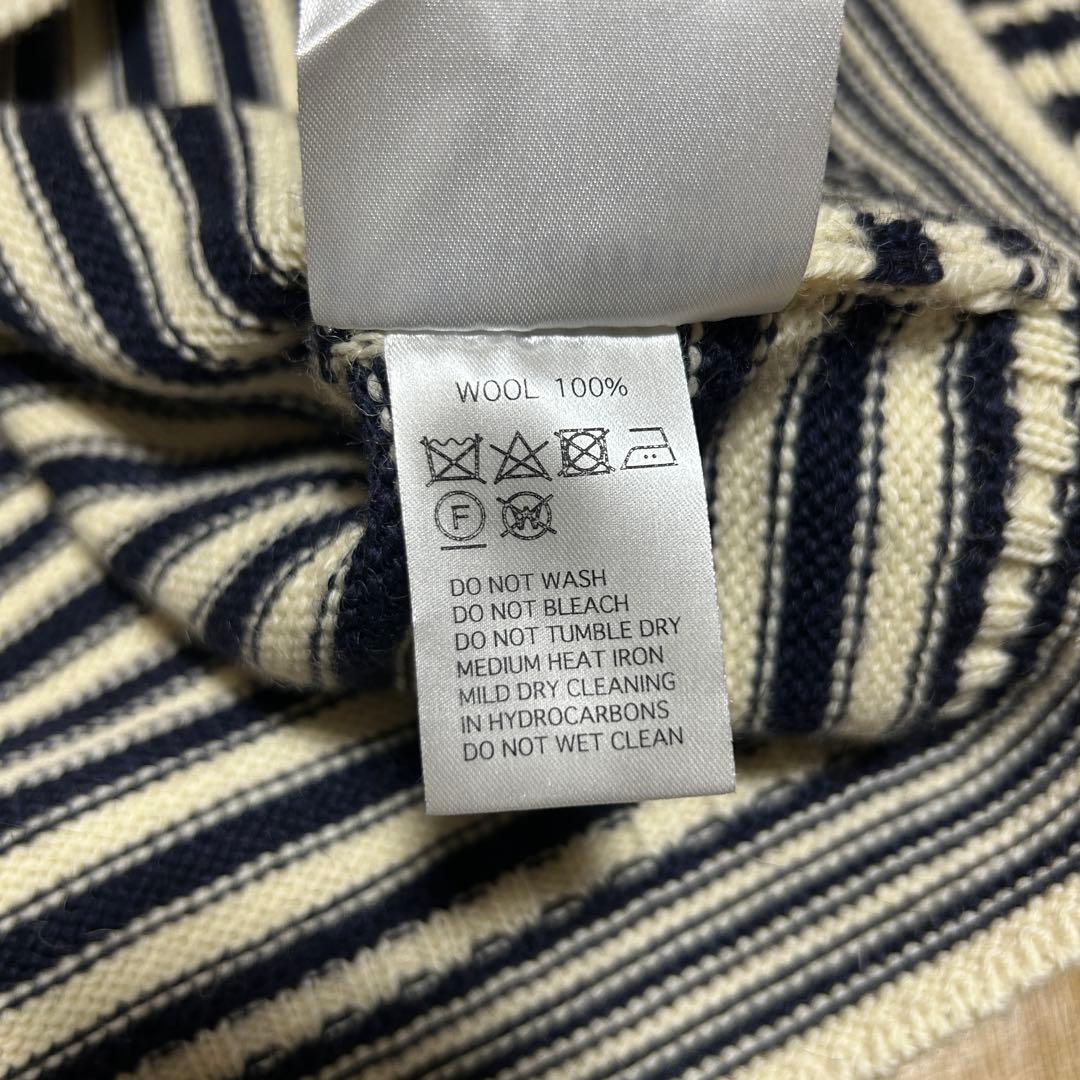 WOOL 100%
F W
DO NOT WASH
DO NOT BLEACH
DO NOT TUMBLE DRY
MEDIUM HEAT IRON
MILD DRY CLEANING
IN HYDROCARBONS
DO NOT WET CLEAN